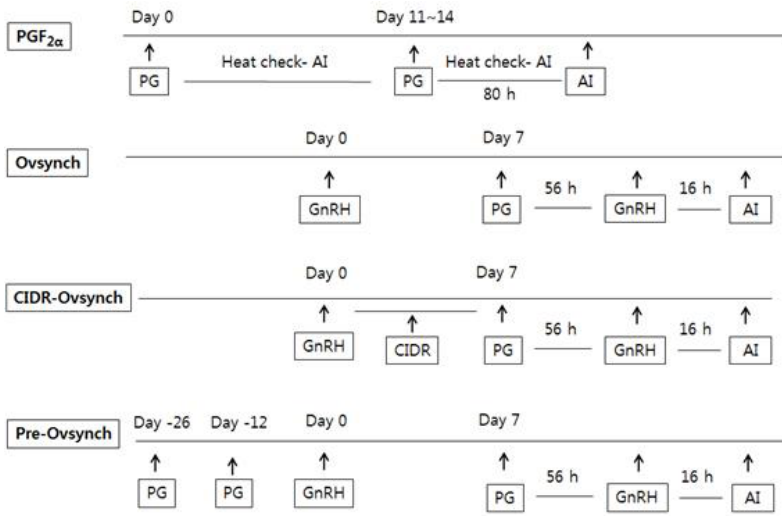 Day 0 Day 11~14
PGF2α
Heat check- AI Heat check- AI
PG PG AI
80 h
Day 0 Day 7
Ovsynch
56 h 16 h
GnRH PG GnRH AI
Day 0 Day 7
CIDR-Ovsynch
56 h 16 h
GnRH CIDR PG GnRH AI
Day -26 Day -12 Day 0 Day 7
Pre-Ovsynch
56 h 16 h
PG PG GnRH PG GnRH AI